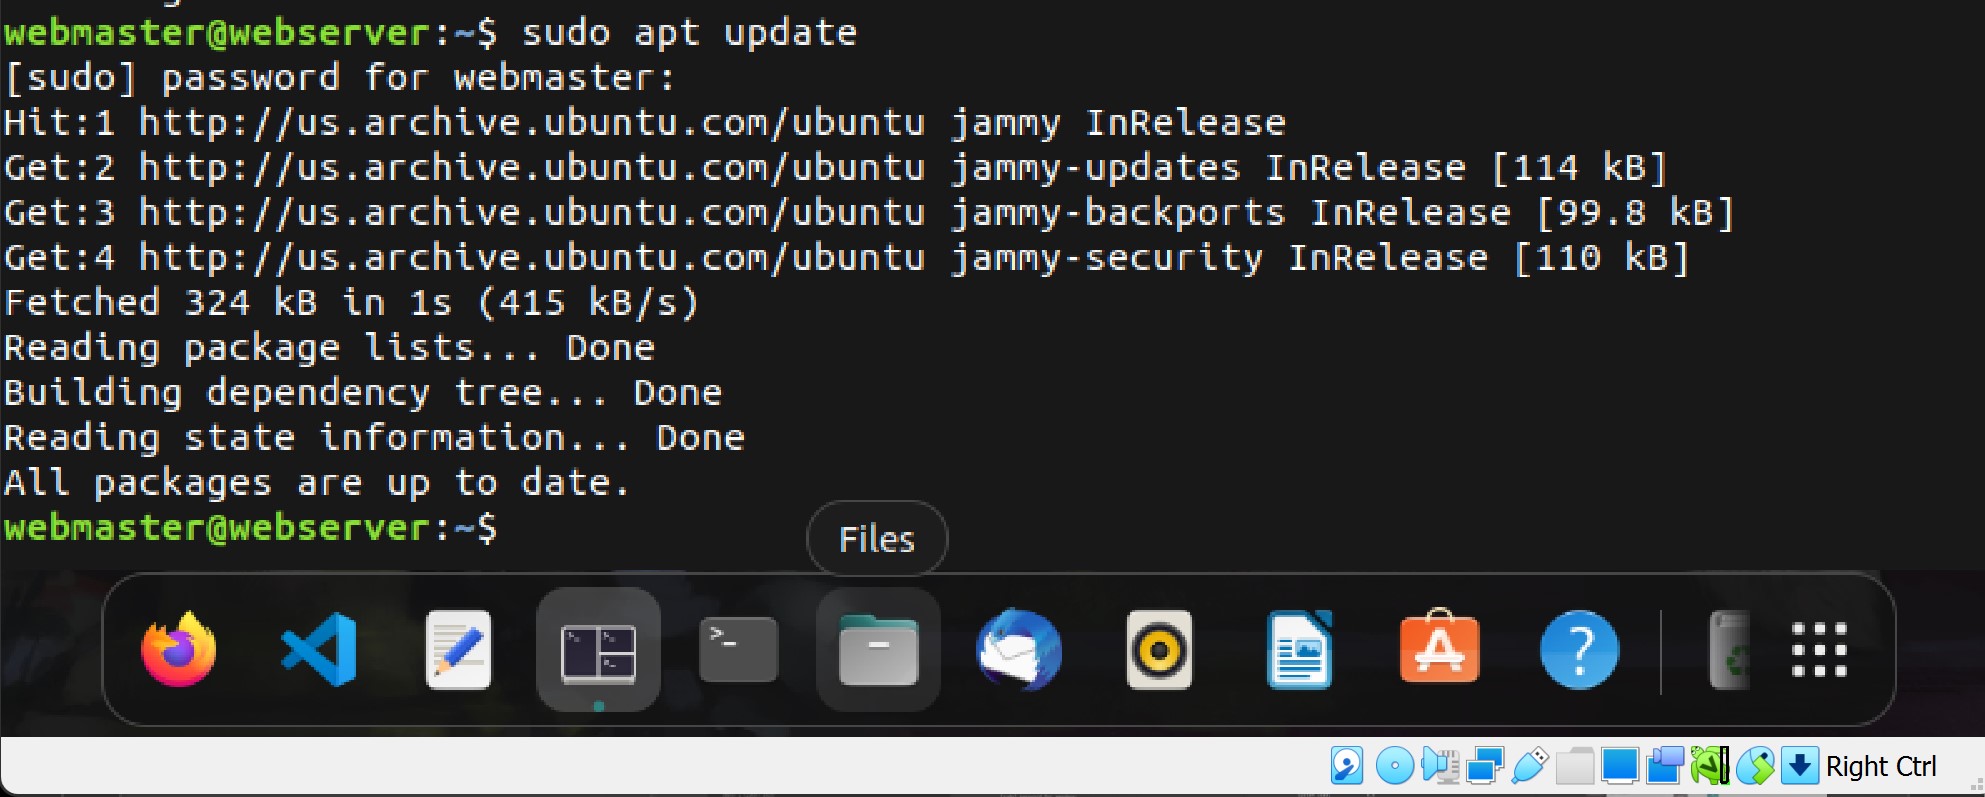 webmaster@webserver:~$ sudo apt update
[sudo] password for webmaster:
Hit:1 http://us.archive.ubuntu.com/ubuntu jammy InRelease
Get:2 http://us.archive.ubuntu.com/ubuntu jammy-updates InRelease [114 kB]
Get:3 http://us.archive.ubuntu.com/ubuntu jammy-backports InRelease [99.8 kB]
Get:4 http://us.archive.ubuntu.com/ubuntu jammy-security InRelease [110 kB]
Fetched 324 kB in 1s (415 kB/s)
Reading package lists... Done
Building dependency tree... Done
Reading state information... Done
All packages are up to date.
webmaster@webserver:~$
Files
Right Ctrl